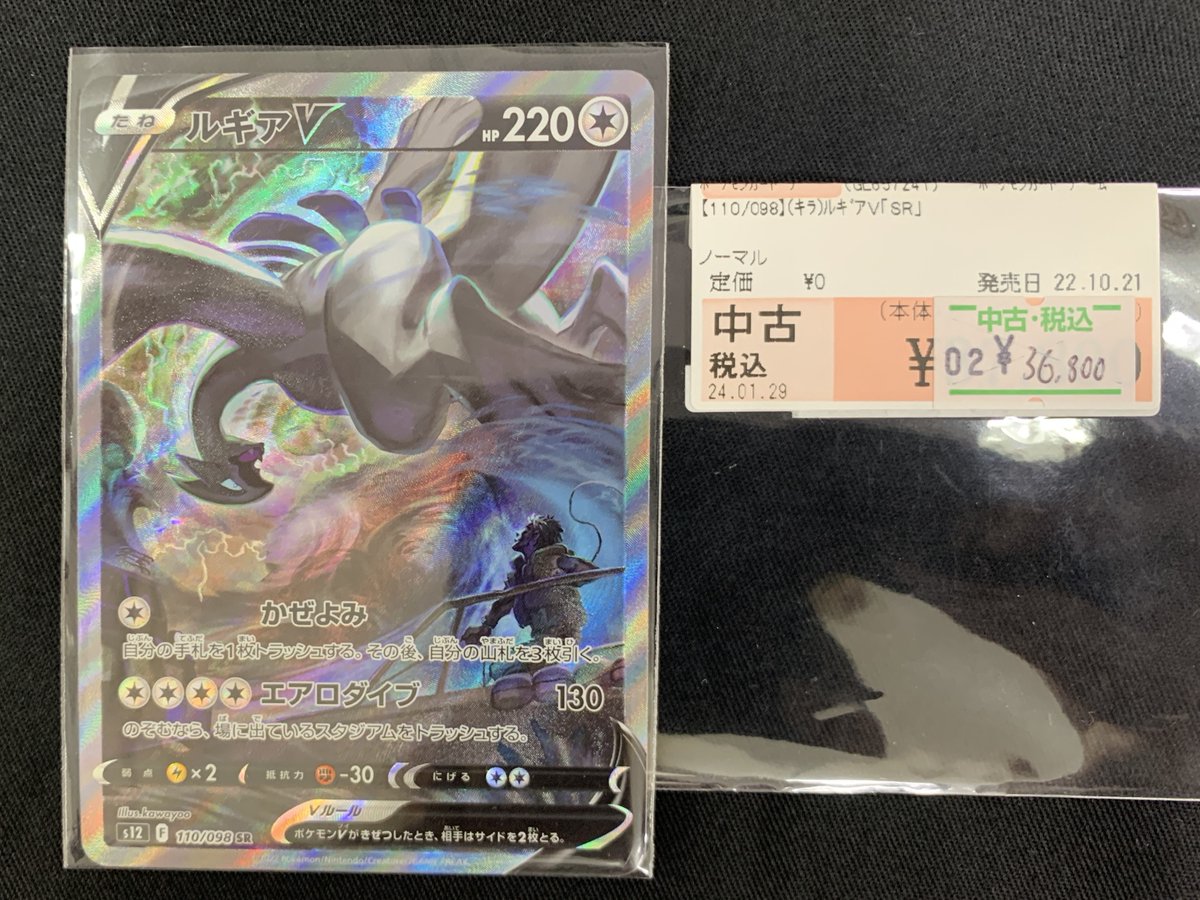 たね ルギアV HP 220
かぜよみ
自分の手札を1枚トラッシュする。その後、自分の山札を3枚引く。
エアロダイブ 130
のぞむなら、場に出ているスタジアムをトラッシュする。
弱点 ×2 抵抗力 -30 にげる
Illus.kawayoo
Vルール
s12 F 110/098 SR
ポケモンVがきぜつしたとき、相手はサイドを2枚とる。
【110/098】(キラ)ルギアV「SR」
ノーマル
定価 ¥0 発売日 22.10.21
中古 (本体
中古・税込
税込 ¥ 02 ¥ 36,800
24.01.29